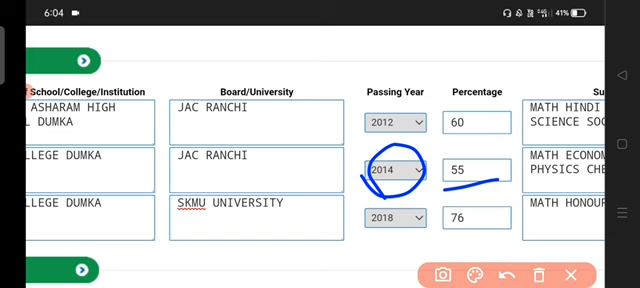 6:04
41%
School/College/Institution Board/University Passing Year Percentage Su
ASHARAM HIGH
L DUMKA
JAC RANCHI
2012
60
MATH HINDI
SCIENCE SOC
LLEGE DUMKA
JAC RANCHI
2014
55
MATH ECONOM
PHYSICS CHE
LLEGE DUMKA
SKMU UNIVERSITY
2018
76
MATH HONOUR